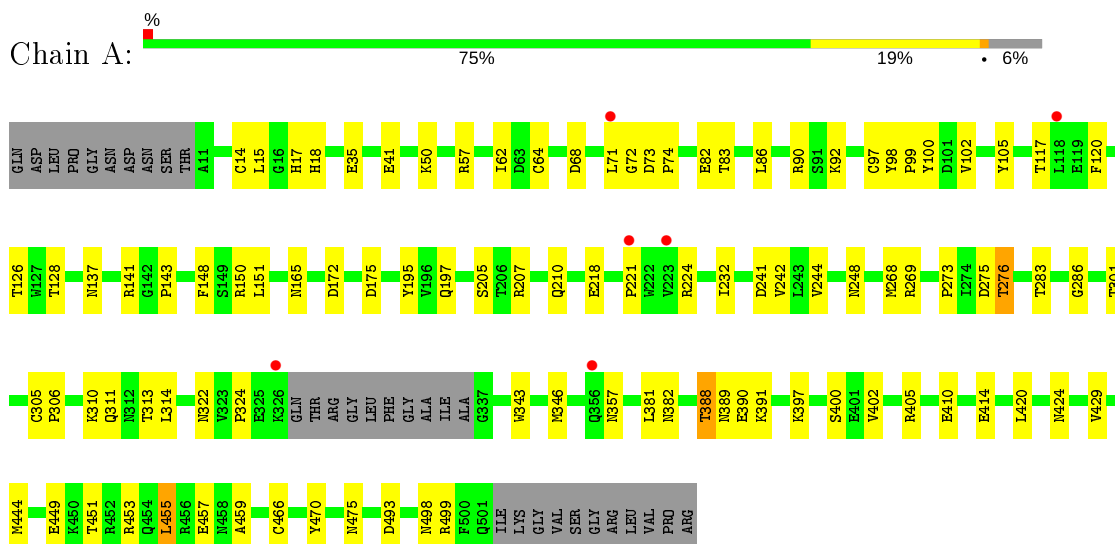 %
Chain A:
75% 19% • 6%
GLN ASP LEU PRO GLY ASN ASP ASN SER THR A11 C14 L15 G16 H17 H18 E35 E41 K50 R57 I62 D63 C64 D68 L71 G72 D73 P74 E82 T83 L86 R90 S91 K92 C97 Y98 P99 Y100 D101 V102 Y105 T117 L118 E119 F120
T126 W127 T128 N137 R141 G142 P143 F148 S149 R150 L151 N165 D172 D175 Y195 V196 Q197 S205 T206 R207 Q210 E218 P221 W222 V223 R224 I232 D241 V242 L243 V244 N248 M268 R269 P273 I274 D275 T276 T283 G286 T301
C305 P306 K310 Q311 N312 T313 L314 N322 V323 P324 E325 K326 GLN THR ARG GLY LEU PHE GLY ALA ILE ALA G337 W343 M346 Q356 N357 L381 N382 T388 N389 E390 K391 K397 S400 E401 V402 R405 E410 E414 L420 N424 V429
M444 E449 K450 T451 R452 R453 Q454 L455 R456 E457 N458 A459 C466 Y470 N475 D493 N498 R499 F500 Q501 ILE LYS GLY VAL SER GLY ARG LEU VAL PRO ARG